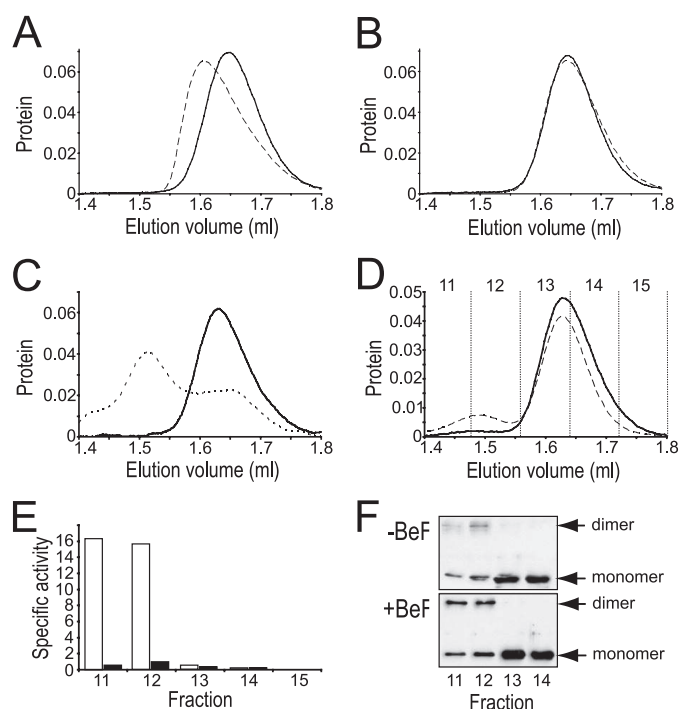 A
B
Protein
0.06
0.04
0.02
0
1.4 1.5 1.6 1.7 1.8
Elution volume (ml)
Protein
0.06
0.04
0.02
0
1.4 1.5 1.6 1.7 1.8
Elution volume (ml)
C
Protein
0.06
0.04
0.02
0
1.4 1.5 1.6 1.7 1.8
Elution volume (ml)
D
11 12 13 14 15
Protein
0.05
0.04
0.03
0.02
0.01
0
1.4 1.5 1.6 1.7 1.8
Elution volume (ml)
E
Specific activity
16
14
12
10
8
6
4
2
0
11 12 13 14 15
Fraction
F
-BeF
dimer
monomer
+BeF
dimer
monomer
11 12 13 14
Fraction